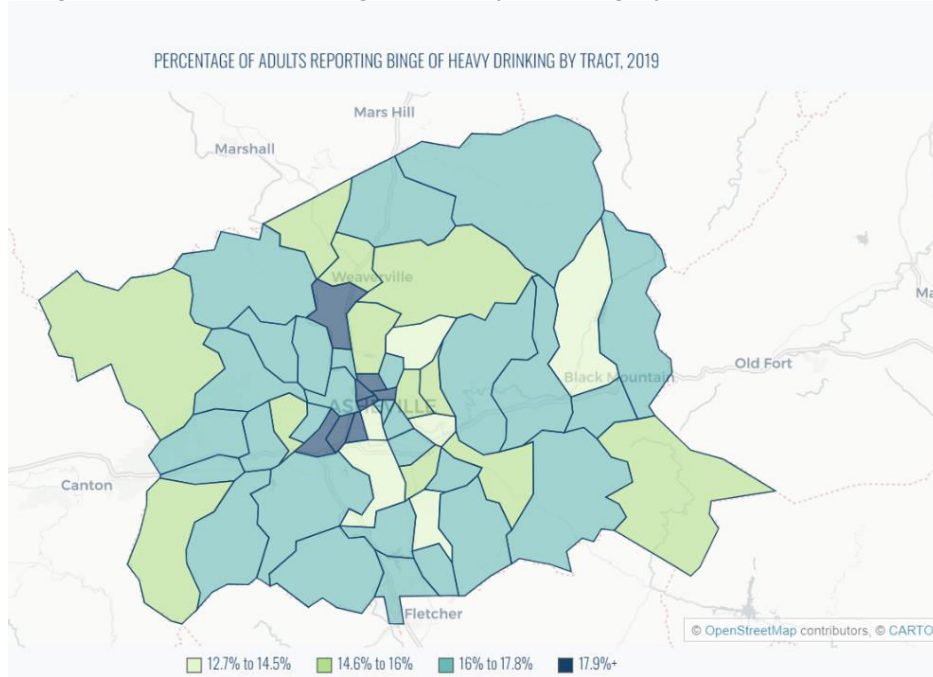 PERCENTAGE OF ADULTS REPORTING BINGE OF HEAVY DRINKING BY TRACT, 2019
Mars Hill
Marshall
Weaverville
Ma
Old Fort
Black Mountain
ASHEVILLE
Canton
Fletcher
© OpenStreetMap contributors, © CARTO
12.7% to 14.5% 14.6% to 16% 16% to 17.8% 17.9%+